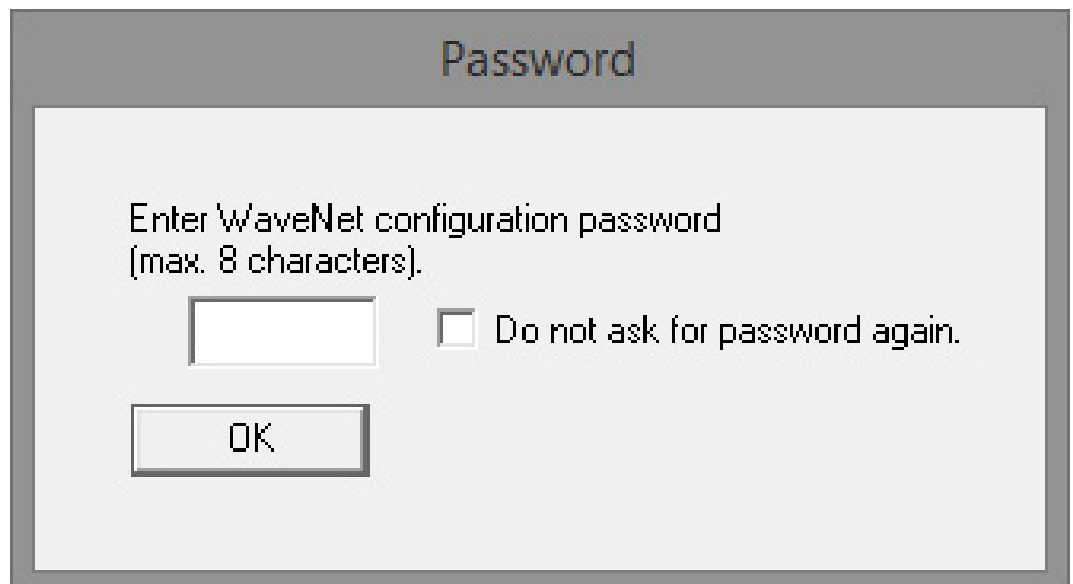 Password
Enter WaveNet configuration password
(max. 8 characters).
Do not ask for password again.
OK